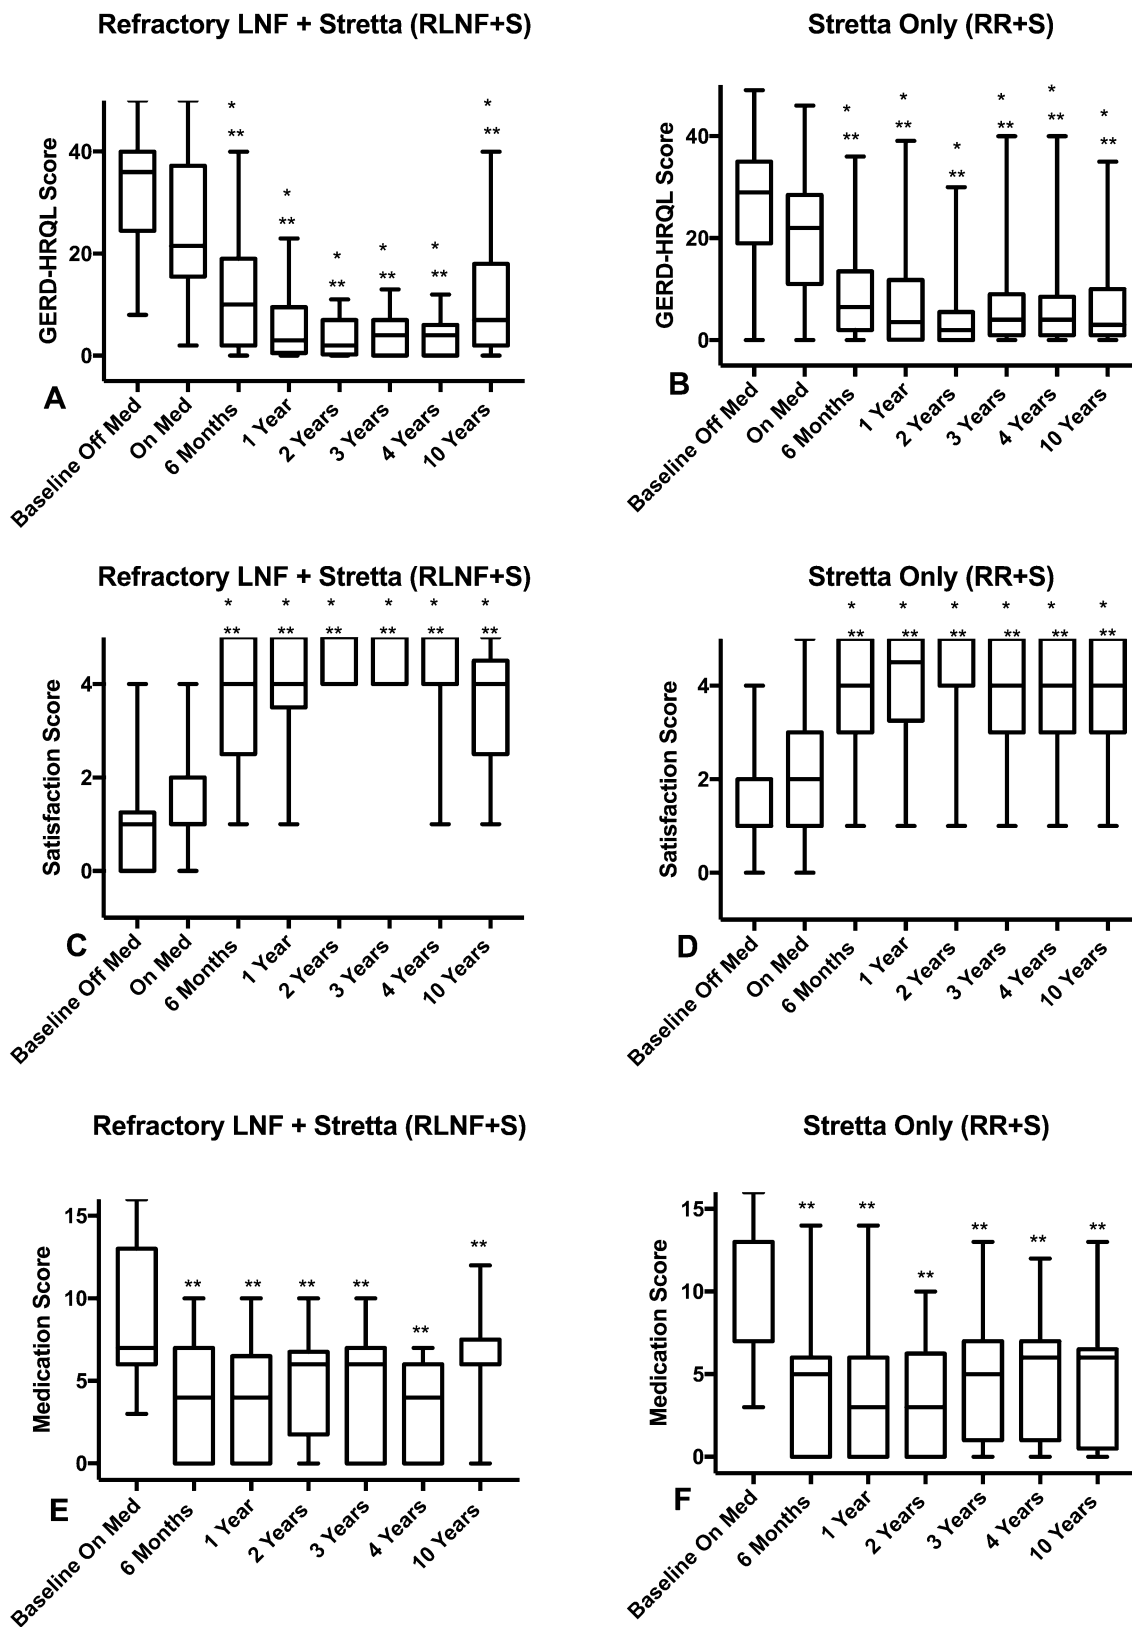 Refractory LNF + Stretta (RLNF+S)
GERD-HRQL Score
40
20
0
* * * * * * 
** ** ** ** ** **
A
Baseline Off Med
On Med
6 Months
1 Year
2 Years
3 Years
4 Years
10 Years
Stretta Only (RR+S)
GERD-HRQL Score
40
20
0
* * * * * *
** ** ** ** ** **
B
Baseline Off Med
On Med
6 Months
1 Year
2 Years
3 Years
4 Years
10 Years
Refractory LNF + Stretta (RLNF+S)
Satisfaction Score
4
2
0
* * * * * *
** ** ** ** ** **
C
Baseline Off Med
On Med
6 Months
1 Year
2 Years
3 Years
4 Years
10 Years
Stretta Only (RR+S)
Satisfaction Score
4
2
0
* * * * * *
** ** ** ** ** **
D
Baseline Off Med
On Med
6 Months
1 Year
2 Years
3 Years
4 Years
10 Years
Refractory LNF + Stretta (RLNF+S)
Medication Score
15
10
5
0
** ** ** ** ** **
E
Baseline On Med
6 Months
1 Year
2 Years
3 Years
4 Years
10 Years
Stretta Only (RR+S)
Medication Score
15
10
5
0
** ** ** ** ** **
F
Baseline On Med
6 Months
1 Year
2 Years
3 Years
4 Years
10 Years